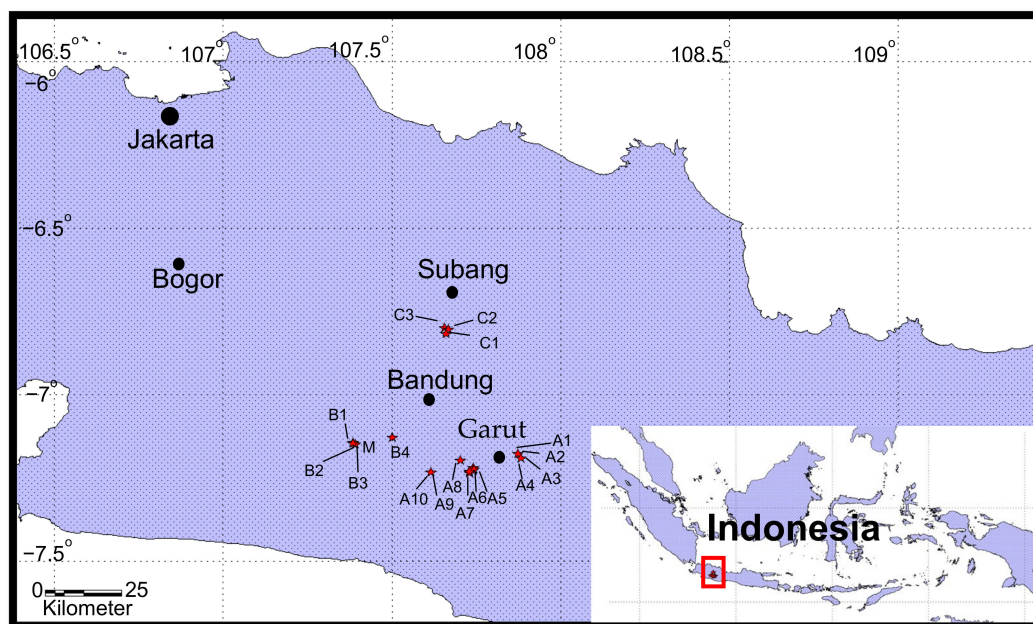 106.5°
107°
107.5°
108°
108.5°
109°
−6°
Jakarta
−6.5°
Bogor
Subang
C3
C2
C1
−7°
Bandung
B1
M
B4
B2
B3
Garut
A1
A2
A3
A4
A10
A9
A8
A7
A6
A5
−7.5°
0
25
Kilometer
Indonesia